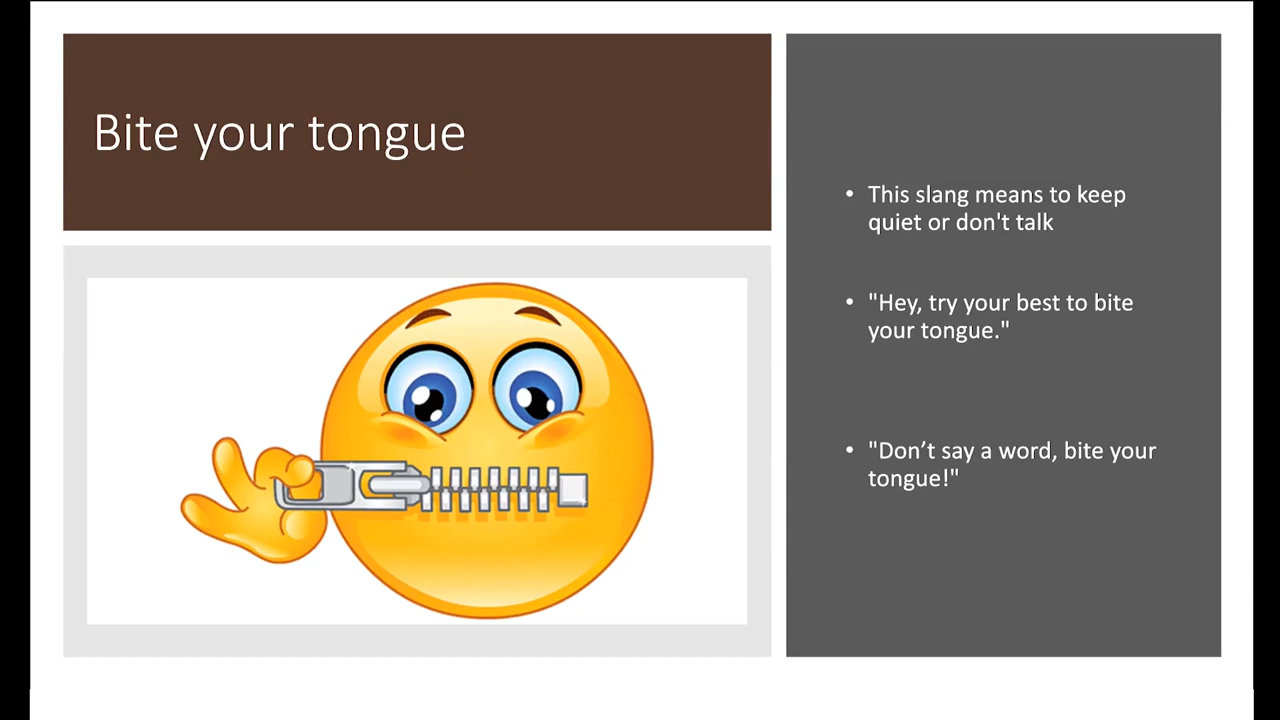 Bite your tongue
• This slang means to keep
quiet or don't talk
• "Hey, try your best to bite
your tongue."
• "Don’t say a word, bite your
tongue!"